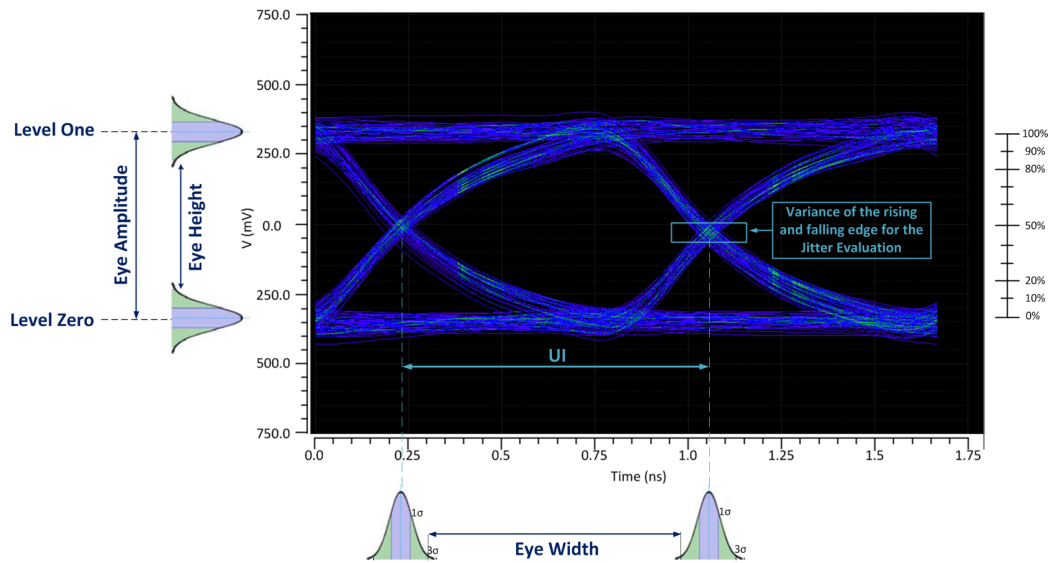 750.0
500.0
250.0
0.0
250.0
500.0
750.0
V (mV)
Level One
Level Zero
Eye Amplitude
Eye Height
100%
90%
80%
50%
20%
10%
0%
Variance of the rising
and falling edge for the
Jitter Evaluation
UI
0.0
0.25
0.25
0.75
1.0
1.25
1.50
1.75
Time (ns)
1σ
3σ
Eye Width
1σ
3σ